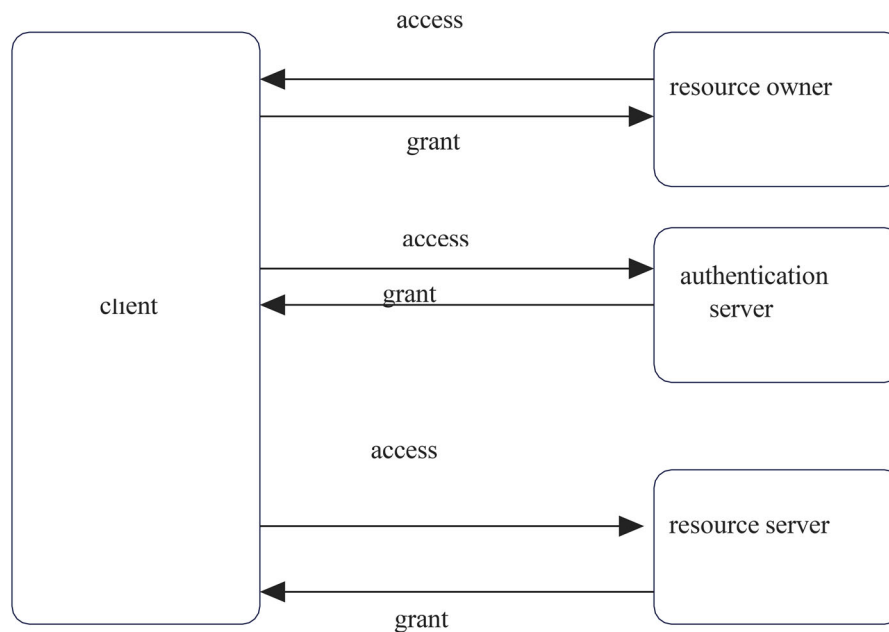 access
resource owner
grant
access
authentication
server
grant
client
access
resource server
grant